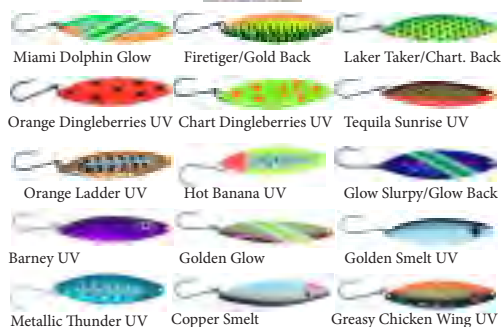 Miami Dolphin Glow Firetiger/Gold Back Laker Taker/Chart. Back
Orange Dingleberries UV Chart Dingleberries UV Tequila Sunrise UV
Orange Ladder UV Hot Banana UV Glow Slurpy/Glow Back
Barney UV Golden Glow Golden Smelt UV
Metallic Thunder UV Copper Smelt Greasy Chicken Wing UV